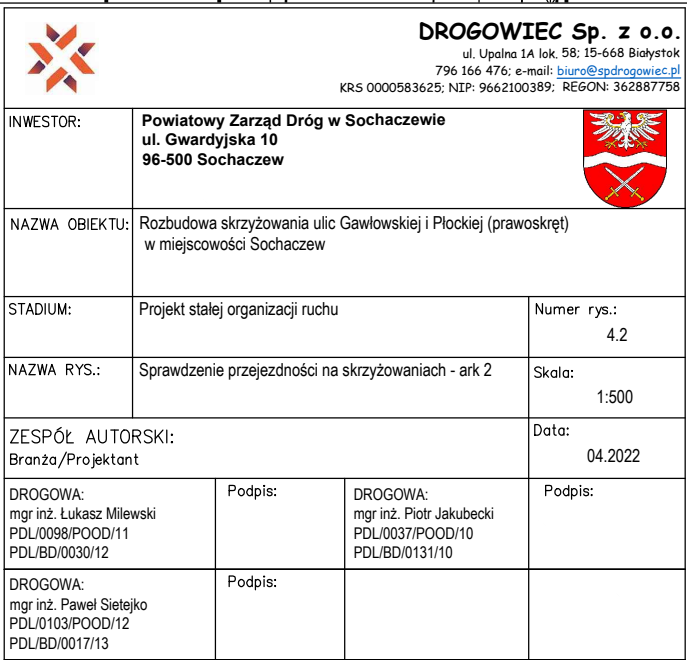 DROGOWIEC Sp. z o.o.
ul. Upalna 1A lok. 58; 15-668 Białystok
796 166 476; e-mail: biuro@spdrogowiec.pl
KRS 0000583625; NIP: 9662100389; REGON: 362887758
INWESTOR:
Powiatowy Zarząd Dróg w Sochaczewie
ul. Gwardyjska 10
96-500 Sochaczew
NAZWA OBIEKTU:
Rozbudowa skrzyżowania ulic Gawłowskiej i Płockiej (prawoskręt)
w miejscowości Sochaczew
STADIUM:
Projekt stałej organizacji ruchu
Numer rys.:
4.2
NAZWA RYS.:
Sprawdzenie przejezdności na skrzyżowaniach - ark 2
Skala:
1:500
ZESPÓŁ AUTORSKI:
Branża/Projektant
Data:
04.2022
DROGOWA:
mgr inż. Łukasz Milewski
PDL/0098/POOD/11
PDL/BD/0030/12
Podpis:
DROGOWA:
mgr inż. Piotr Jakubecki
PDL/0037/POOD/10
PDL/BD/0131/10
Podpis:
DROGOWA:
mgr inż. Paweł Sietejko
PDL/0103/POOD/12
PDL/BD/0017/13
Podpis: